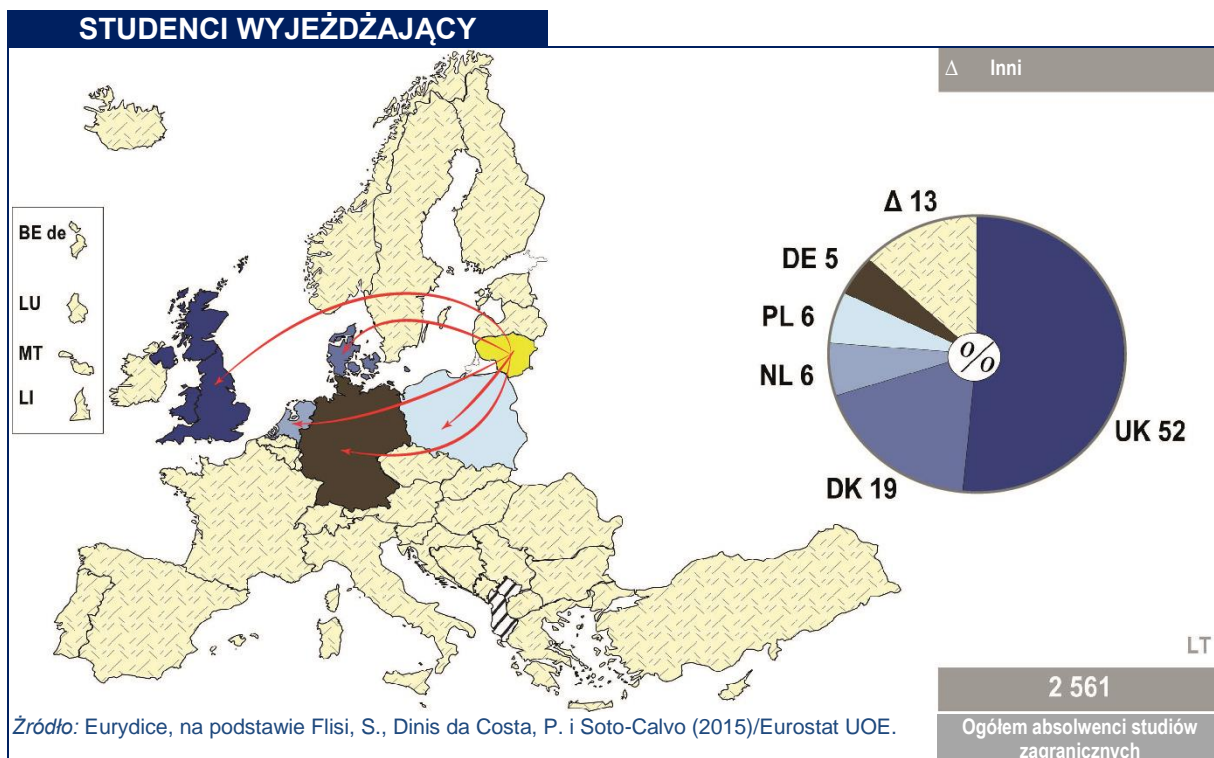 STUDENCI WYJEŻDŻAJĄCY
Δ Inni
BE de
LU
MT
LI
Δ 13
DE 5
PL 6
NL 6
DK 19
UK 52
%
LT
2 561
Ogółem absolwenci studiów
zagranicznych
Źródło: Eurydice, na podstawie Flisi, S., Dinis da Costa, P. i Soto-Calvo (2015)/Eurostat UOE.